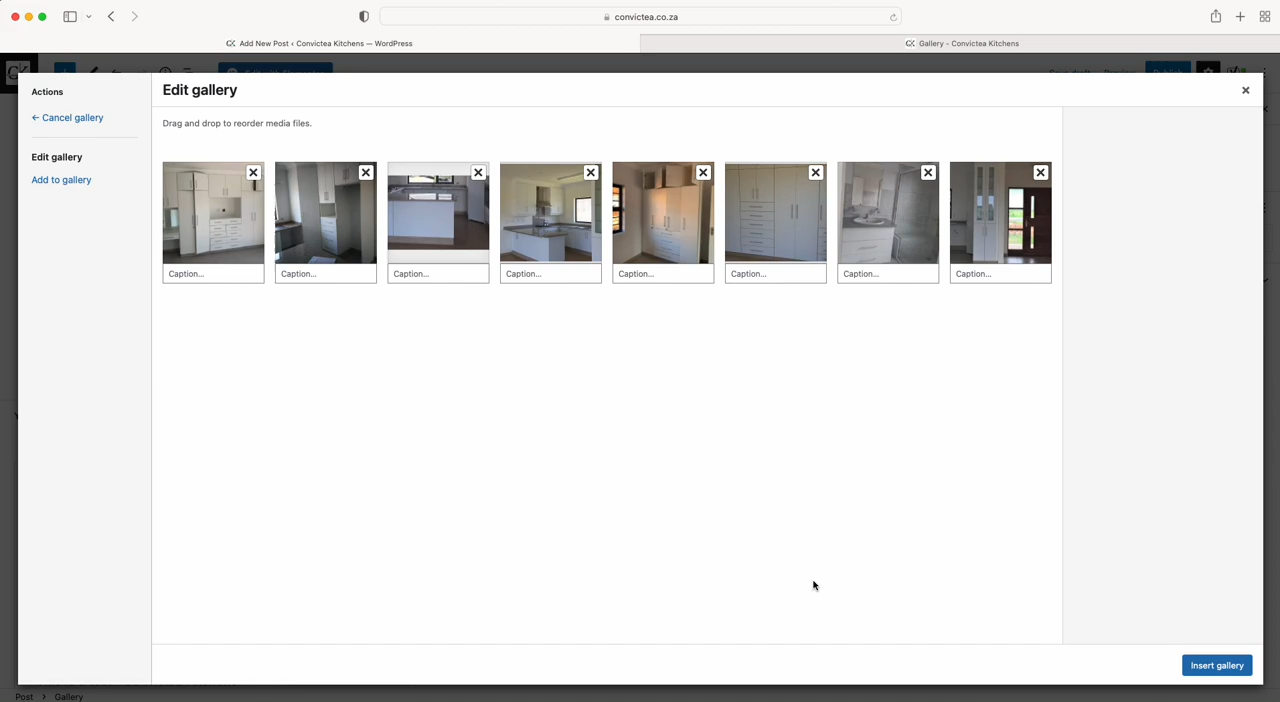 convictea.co.za
Add New Post ‹ Convictea Kitchens — WordPress
Gallery - Convictea Kitchens
Actions
← Cancel gallery
Edit gallery
Add to gallery
Edit gallery
Drag and drop to reorder media files.
Caption... Caption... Caption... Caption... Caption... Caption... Caption... Caption...
Insert gallery
Post > Gallery